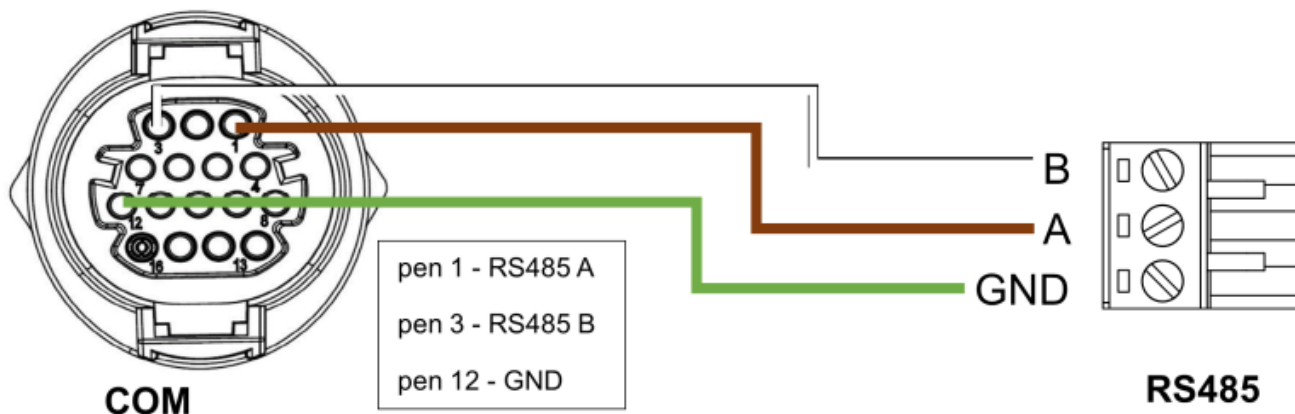 3
1
7
4
12
8
16
13
B
A
GND
pen 1 - RS485 A
pen 3 - RS485 B
pen 12 - GND
COM
RS485